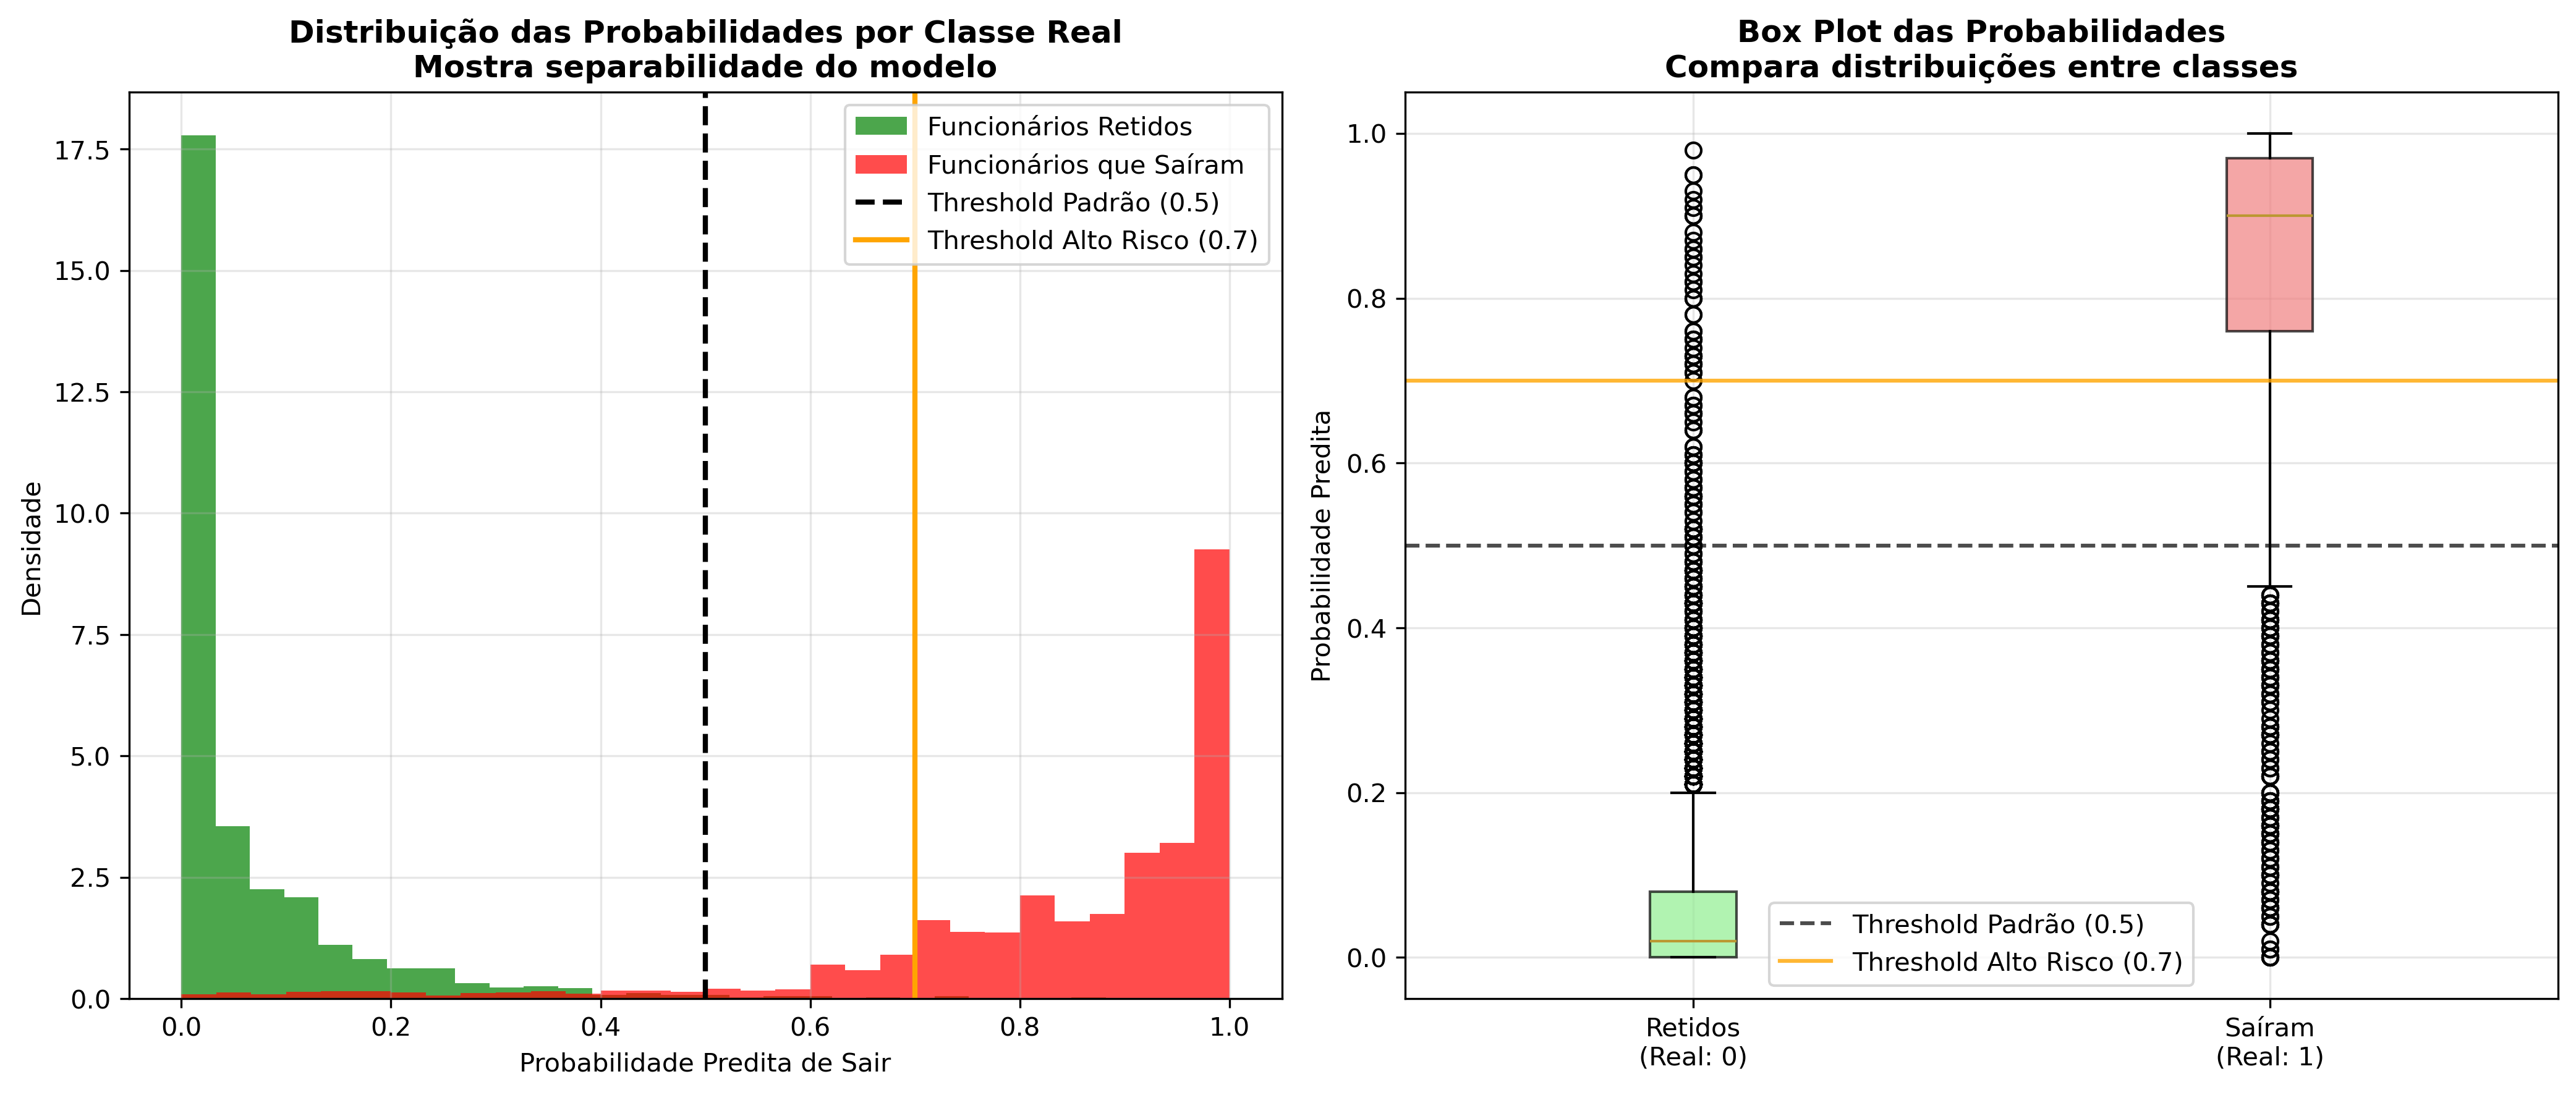 Distribuição das Probabilidades por Classe Real
Mostra separabilidade do modelo
Densidade
17.5
15.0
12.5
10.0
7.5
5.0
2.5
0.0
0.0
0.2
0.4
0.6
0.8
1.0
Probabilidade Predita de Sair
Funcionários Retidos
Funcionários que Saíram
Threshold Padrão (0.5)
Threshold Alto Risco (0.7)
Box Plot das Probabilidades
Compara distribuições entre classes
Probabilidade Predita
1.0
0.8
0.6
0.4
0.2
0.0
Threshold Padrão (0.5)
Threshold Alto Risco (0.7)
Retidos
(Real: 0)
Saíram
(Real: 1)